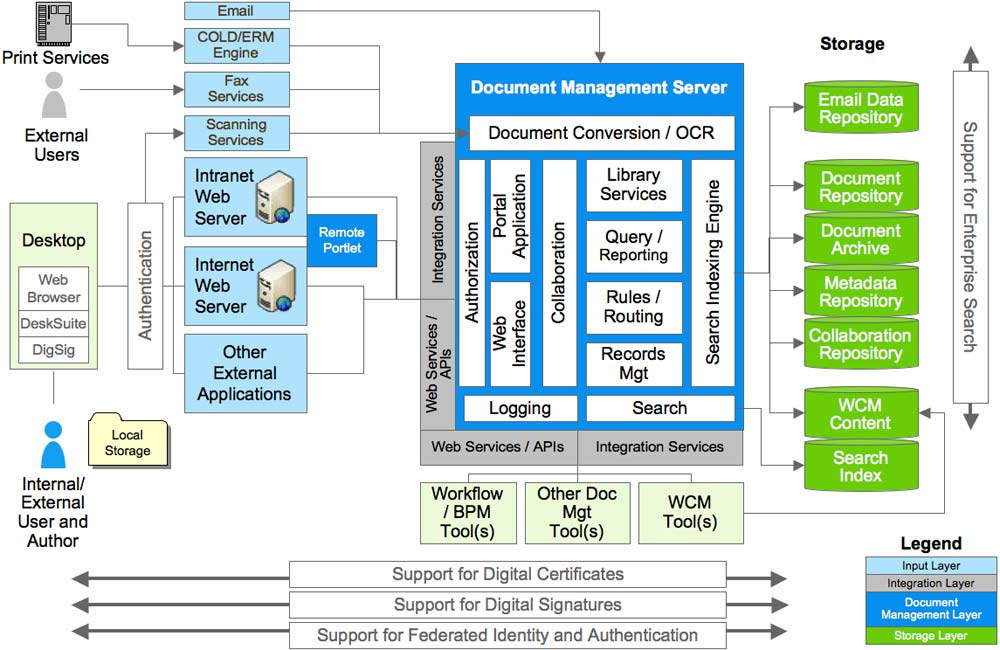 Email
COLD/ERM
Engine
Print Services
Fax
Services
External
Users
Scanning
Services
Intranet
Web
Server
Remote
Portlet
Internet
Web
Server
Other
External
Applications
Authentication
Desktop
Web
Browser
DeskSuite
DigSig
Local
Storage
Internal/
External
User and
Author
Document Management Server
Document Conversion / OCR
Integration Services
Web Services /
APIs
Authorization
Portal
Application
Web
Interface
Collaboration
Library
Services
Query /
Reporting
Rules /
Routing
Records
Mgt
Search Indexing Engine
Logging
Search
Web Services / APIs
Integration Services
Workflow
/ BPM
Tool(s)
Other Doc
Mgt
Tool(s)
WCM
Tool(s)
Storage
Email Data
Repository
Document
Repository
Document
Archive
Metadata
Repository
Collaboration
Repository
WCM
Content
Search
Index
Support for Enterprise Search
Support for Digital Certificates
Support for Digital Signatures
Support for Federated Identity and Authentication
Legend
Input Layer
Integration Layer
Document
Management Layer
Storage Layer